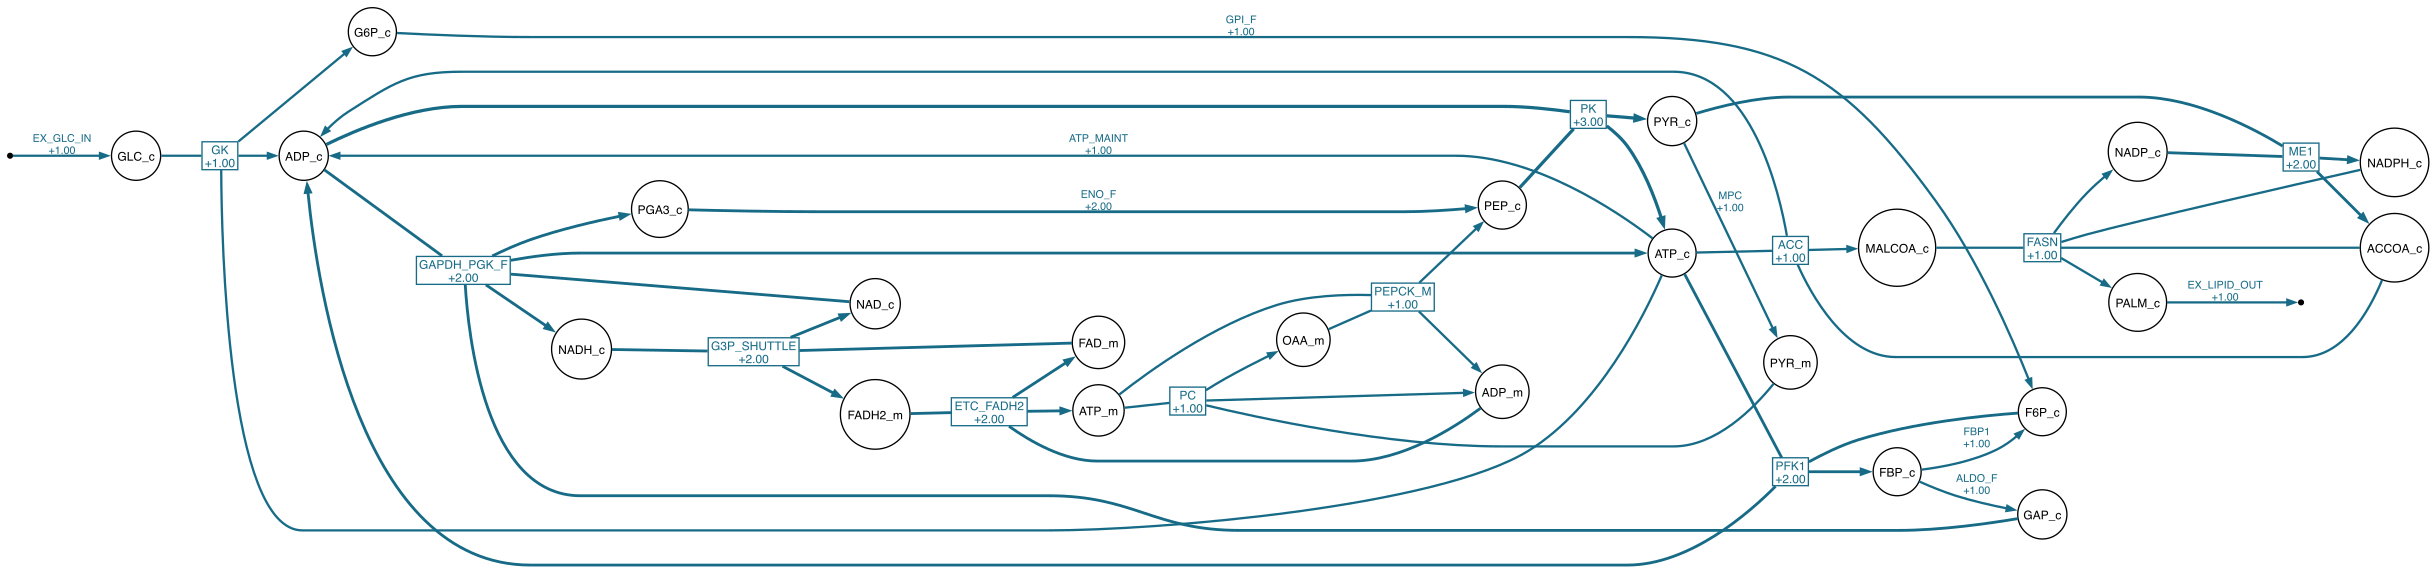 GPI_F
+1.00
G6P_c
EX_GLC_IN
+1.00
GLC_c
GK
+1.00
ADP_c
ATP_MAINT
+1.00
PK
+3.00
PYR_c
NADP_c
ME1
+2.00
NADPH_c
PGA3_c
ENO_F
+2.00
PEP_c
MPC
+1.00
GAPDH_PGK_F
+2.00
ATP_c
ACC
+1.00
MALCOA_c
FASN
+1.00
ACCOA_c
NAD_c
PEPCK_M
+1.00
PALM_c
EX_LIPID_OUT
+1.00
NADH_c
G3P_SHUTTLE
+2.00
FAD_m
OAA_m
PYR_m
FADH2_m
ETC_FADH2
+2.00
ATP_m
PC
+1.00
ADP_m
F6P_c
FBP1
+1.00
PFK1
+2.00
FBP_c
ALDO_F
+1.00
GAP_c